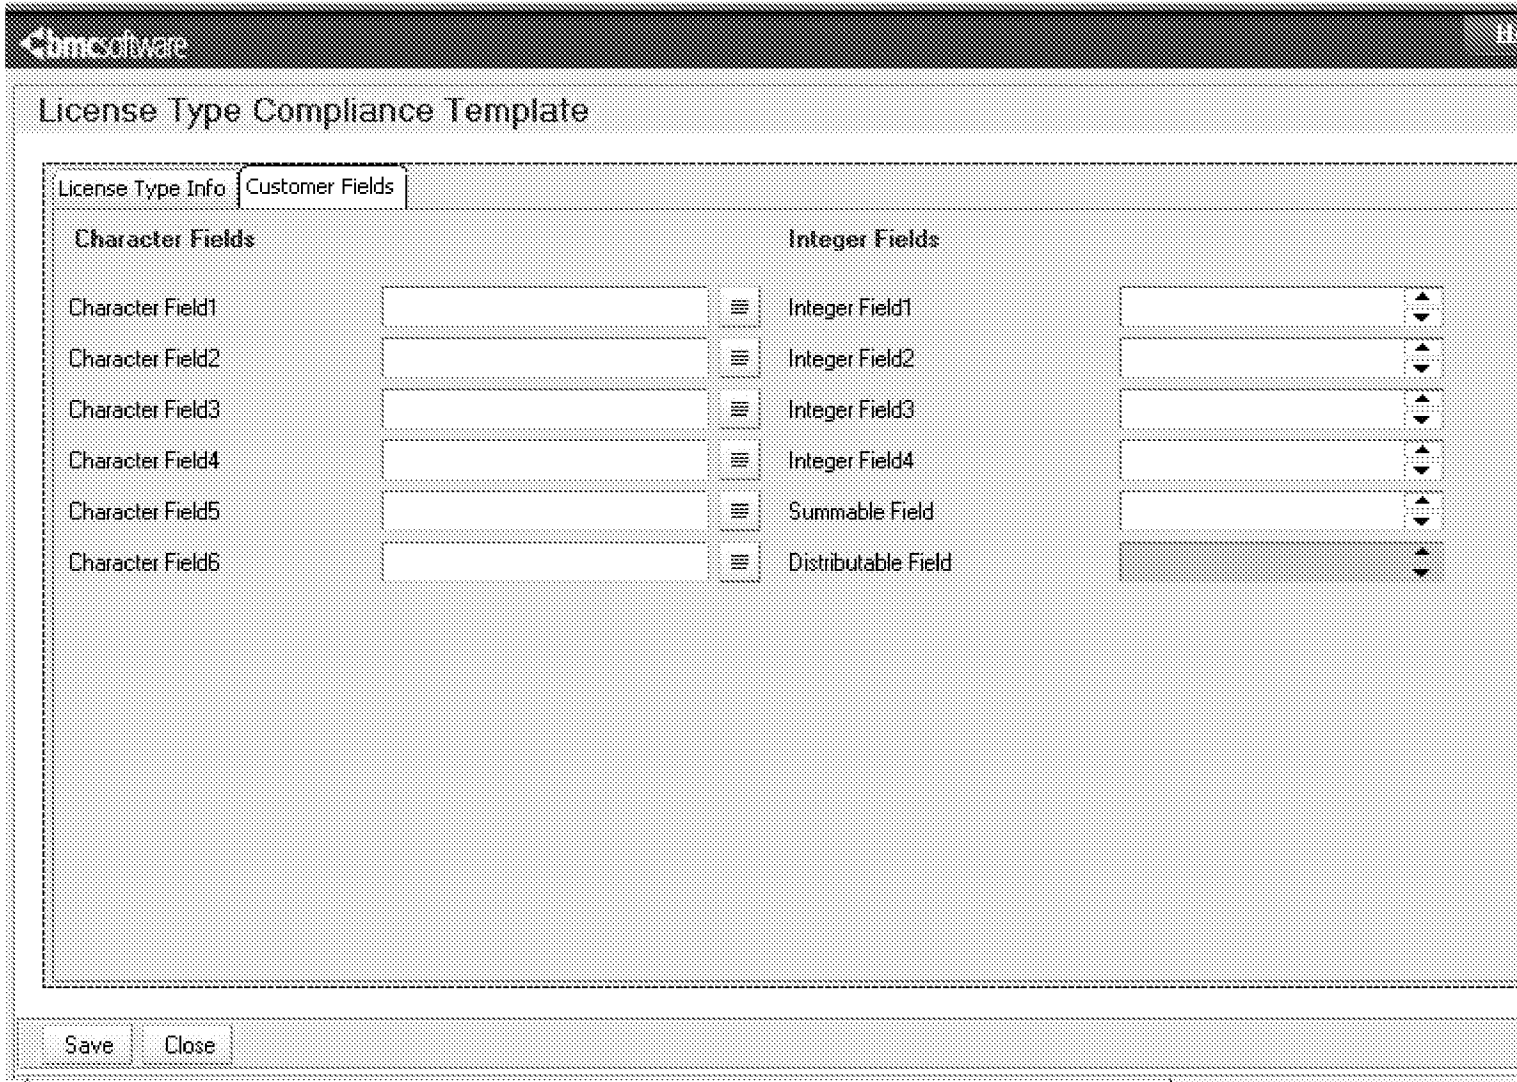 bmcsoftware
License Type Compliance Template
License Type Info
Customer Fields
Character Fields
Integer Fields
Character Field1
Integer Field1
Character Field2
Integer Field2
Character Field3
Integer Field3
Character Field4
Integer Field4
Character Field5
Summable Field
Character Field6
Distributable Field
Save
Close